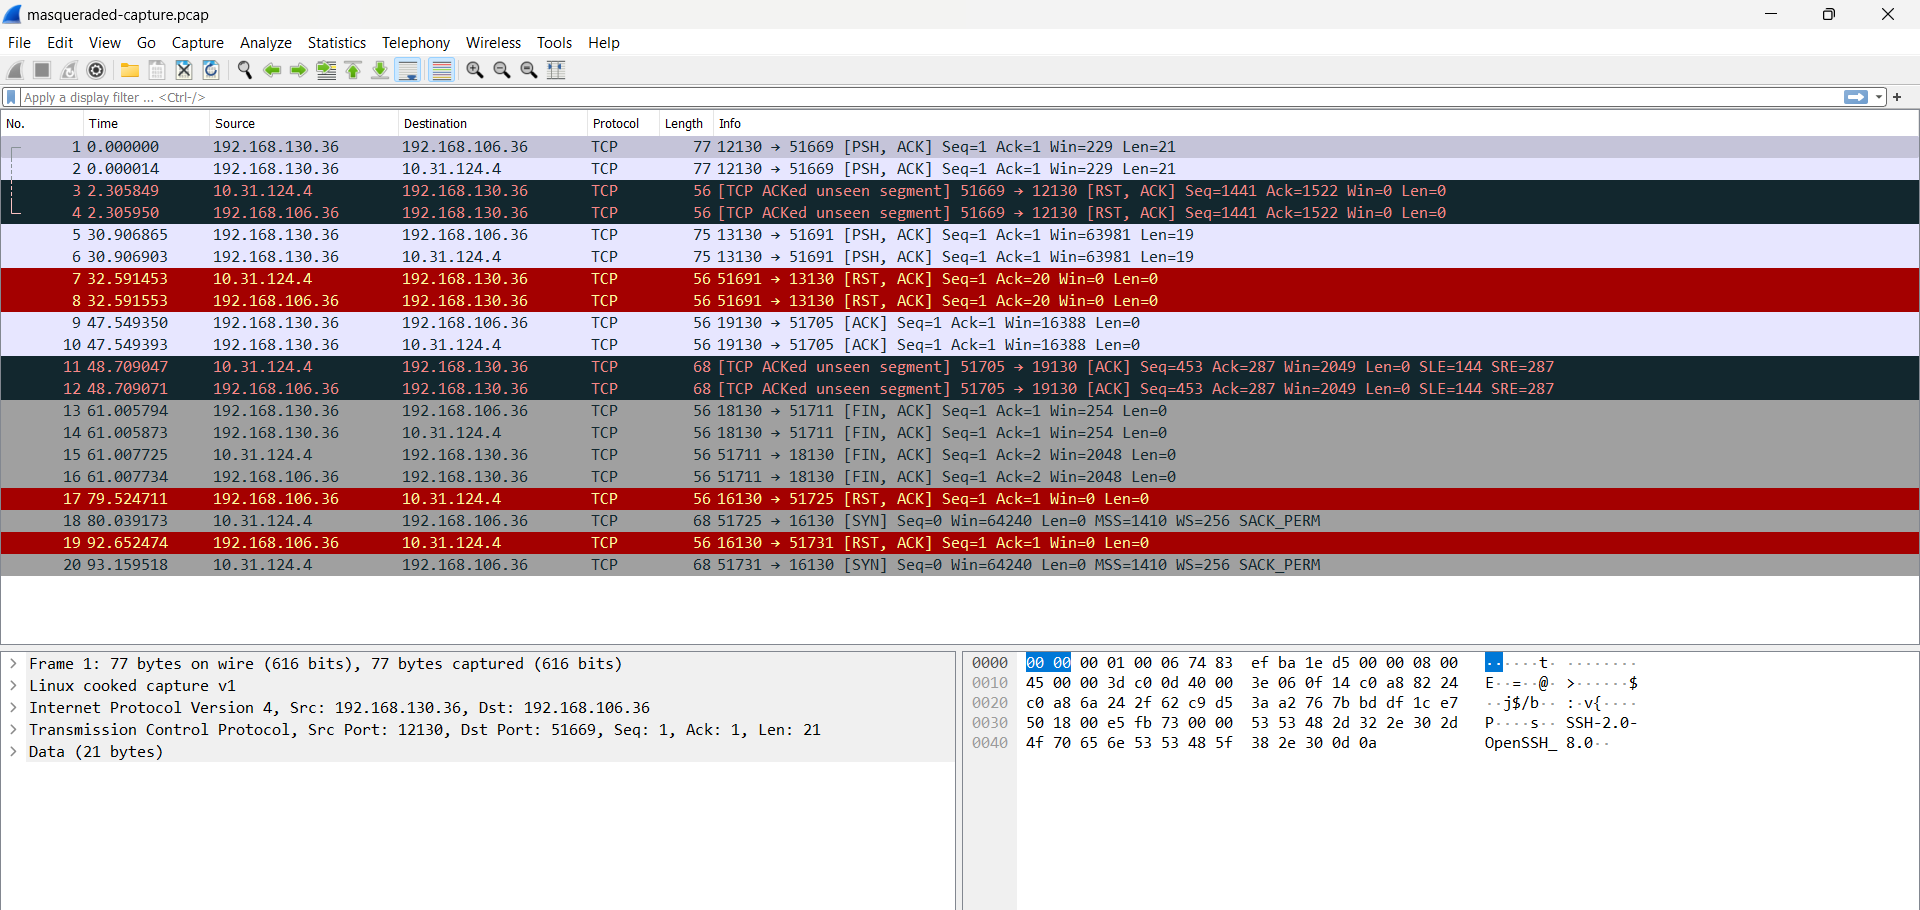 masqueraded-capture.pcap
File Edit View Go Capture Analyze Statistics Telephony Wireless Tools Help
Apply a display filter ... <Ctrl-/>
No. Time Source Destination Protocol Length Info
1 0.000000 192.168.130.36 192.168.106.36 TCP 77 12130 → 51669 [PSH, ACK] Seq=1 Ack=1 Win=229 Len=21
2 0.000014 192.168.130.36 10.31.124.4 TCP 77 12130 → 51669 [PSH, ACK] Seq=1 Ack=1 Win=229 Len=21
3 2.305849 10.31.124.4 192.168.130.36 TCP 56 [TCP ACKed unseen segment] 51669 → 12130 [RST, ACK] Seq=1441 Ack=1522 Win=0 Len=0
4 2.305950 192.168.106.36 192.168.130.36 TCP 56 [TCP ACKed unseen segment] 51669 → 12130 [RST, ACK] Seq=1441 Ack=1522 Win=0 Len=0
5 30.906865 192.168.130.36 192.168.106.36 TCP 75 13130 → 51691 [PSH, ACK] Seq=1 Ack=1 Win=63981 Len=19
6 30.906903 192.168.130.36 10.31.124.4 TCP 75 13130 → 51691 [PSH, ACK] Seq=1 Ack=1 Win=63981 Len=19
7 32.591453 10.31.124.4 192.168.130.36 TCP 56 51691 → 13130 [RST, ACK] Seq=1 Ack=20 Win=0 Len=0
8 32.591553 192.168.106.36 192.168.130.36 TCP 56 51691 → 13130 [RST, ACK] Seq=1 Ack=20 Win=0 Len=0
9 47.549350 192.168.130.36 192.168.106.36 TCP 56 19130 → 51705 [ACK] Seq=1 Ack=1 Win=16388 Len=0
10 47.549393 192.168.130.36 10.31.124.4 TCP 56 19130 → 51705 [ACK] Seq=1 Ack=1 Win=16388 Len=0
11 48.709047 10.31.124.4 192.168.130.36 TCP 68 [TCP ACKed unseen segment] 51705 → 19130 [ACK] Seq=453 Ack=287 Win=2049 Len=0 SLE=144 SRE=287
12 48.709071 192.168.106.36 192.168.130.36 TCP 68 [TCP ACKed unseen segment] 51705 → 19130 [ACK] Seq=453 Ack=287 Win=2049 Len=0 SLE=144 SRE=287
13 61.005794 192.168.130.36 192.168.106.36 TCP 56 18130 → 51711 [FIN, ACK] Seq=1 Ack=1 Win=254 Len=0
14 61.005873 192.168.130.36 10.31.124.4 TCP 56 18130 → 51711 [FIN, ACK] Seq=1 Ack=1 Win=254 Len=0
15 61.007725 10.31.124.4 192.168.130.36 TCP 56 51711 → 18130 [FIN, ACK] Seq=1 Ack=2 Win=2048 Len=0
16 61.007734 192.168.106.36 192.168.130.36 TCP 56 51711 → 18130 [FIN, ACK] Seq=1 Ack=2 Win=2048 Len=0
17 79.524711 192.168.106.36 10.31.124.4 TCP 56 16130 → 51725 [RST, ACK] Seq=1 Ack=1 Win=0 Len=0
18 80.039173 10.31.124.4 192.168.106.36 TCP 68 51725 → 16130 [SYN] Seq=0 Win=64240 Len=0 MSS=1410 WS=256 SACK_PERM
19 92.652474 192.168.106.36 10.31.124.4 TCP 56 16130 → 51731 [RST, ACK] Seq=1 Ack=1 Win=0 Len=0
20 93.159518 10.31.124.4 192.168.106.36 TCP 68 51731 → 16130 [SYN] Seq=0 Win=64240 Len=0 MSS=1410 WS=256 SACK_PERM
Frame 1: 77 bytes on wire (616 bits), 77 bytes captured (616 bits)
Linux cooked capture v1
Internet Protocol Version 4, Src: 192.168.130.36, Dst: 192.168.106.36
Transmission Control Protocol, Src Port: 12130, Dst Port: 51669, Seq: 1, Ack: 1, Len: 21
Data (21 bytes)
0000 00 00 00 01 00 06 74 83 ef ba 1e d5 00 00 08 00 ······t· ········
0010 45 00 00 3d c0 0d 40 00 3e 06 0f 14 c0 a8 82 24 E··=··@· >······$
0020 c0 a8 6a 24 2f 62 c9 d5 3a a2 76 7b bd df 1c e7 ··j$/b·· :·v{····
0030 50 18 00 e5 fb 73 00 00 53 53 48 2d 32 2e 30 2d P····s·· SSH-2.0-
0040 4f 70 65 6e 53 53 48 5f 38 2e 30 0d 0a OpenSSH_ 8.0··